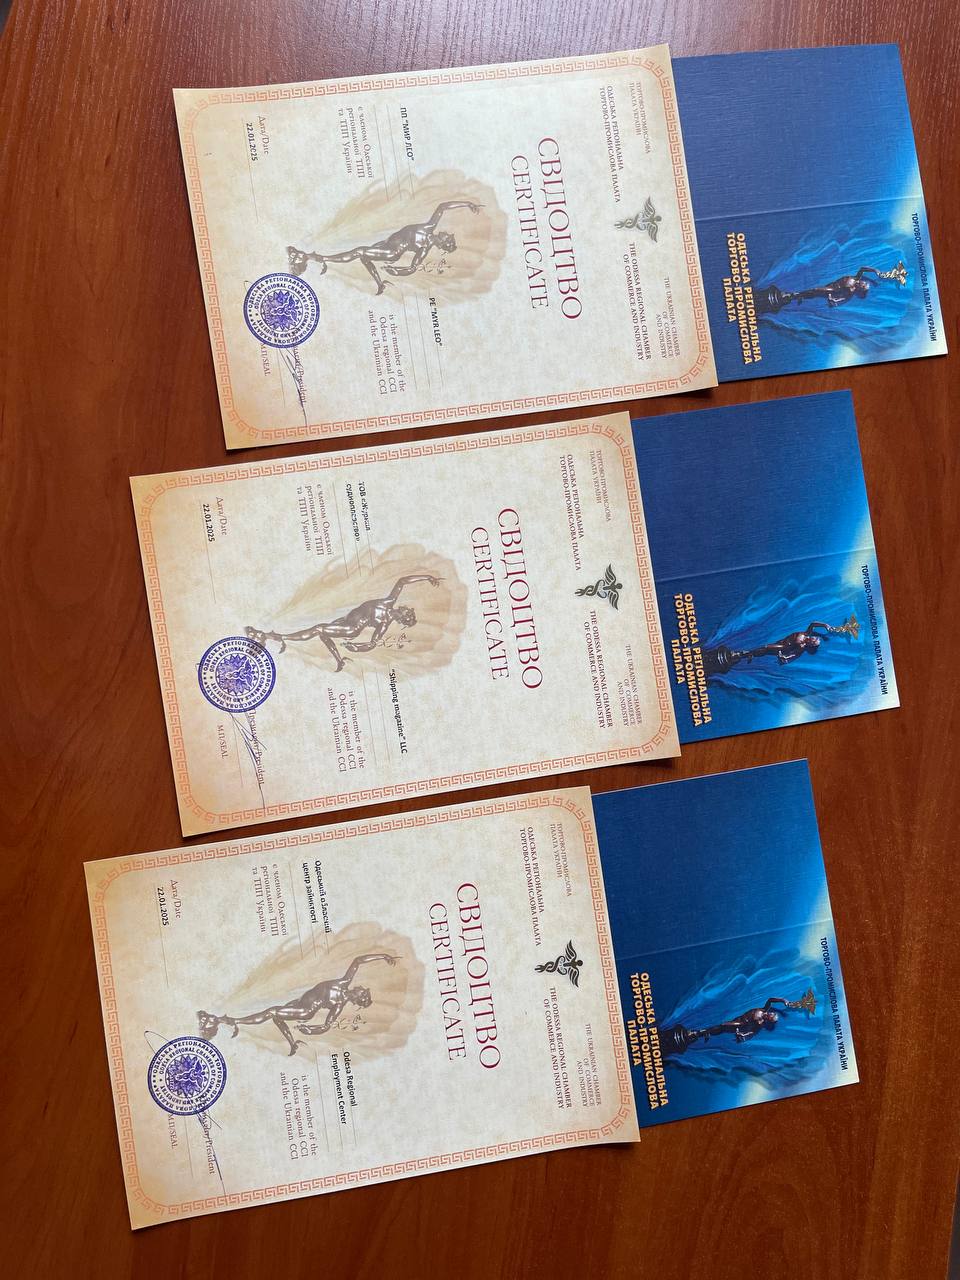 ТОРГОВО-ПРОМИСЛОВА
ПАЛАТА УКРАЇНИ
THE UKRAINIAN CHAMBER
OF COMMERCE
AND INDUSTRY
ОДЕСЬКА РЕГІОНАЛЬНА
ТОРГОВО-ПРОМИСЛОВА ПАЛАТА
THE ODESSA REGIONAL CHAMBER
OF COMMERCE AND INDUSTRY
СВІДОЦТВО
CERTIFICATE
ПП "МИР ЛЕО"
PE "MYR LEO"
є членом Одеської
регіональної ТПП
та ТПП України
is the member of the
Odesa regional CCI
and the Ukrainian CCI
Дата/Date
22.01.2025
President
М.П/SEAL
ТОРГОВО-ПРОМИСЛОВА ПАЛАТА УКРАЇНИ
ОДЕСЬКА РЕГІОНАЛЬНА
ТОРГОВО-ПРОМИСЛОВА
ПАЛАТА
ТОРГОВО-ПРОМИСЛОВА
ПАЛАТА УКРАЇНИ
THE UKRAINIAN CHAMBER
OF COMMERCE
AND INDUSTRY
ОДЕСЬКА РЕГІОНАЛЬНА
ТОРГОВО-ПРОМИСЛОВА ПАЛАТА
THE ODESSA REGIONAL CHAMBER
OF COMMERCE AND INDUSTRY
СВІДОЦТВО
CERTIFICATE
ТОВ «Журнал
судноплавство»
"Shipping magazine" LLC
є членом Одеської
регіональної ТПП
та ТПП України
is the member of the
Odesa regional CCI
and the Ukrainian CCI
Дата/Date
22.01.2025
Президент/President
М.П/SEAL
ТОРГОВО-ПРОМИСЛОВА ПАЛАТА УКРАЇНИ
ОДЕСЬКА РЕГІОНАЛЬНА
ТОРГОВО-ПРОМИСЛОВА
ПАЛАТА
ТОРГОВО-ПРОМИСЛОВА
ПАЛАТА УКРАЇНИ
THE UKRAINIAN CHAMBER
OF COMMERCE
AND INDUSTRY
ОДЕСЬКА РЕГІОНАЛЬНА
ТОРГОВО-ПРОМИСЛОВА ПАЛАТА
THE ODESSA REGIONAL CHAMBER
OF COMMERCE AND INDUSTRY
СВІДОЦТВО
CERTIFICATE
Одеський обласний
центр зайнятості
Odesa Regional
Employment Center
є членом Одеської
регіональної ТПП
та ТПП України
is the member of the
Odesa regional CCI
and the Ukrainian CCI
Дата/Date
22.01.2025
President
М.П/SEAL
ТОРГОВО-ПРОМИСЛОВА ПАЛАТА УКРАЇНИ
ОДЕСЬКА РЕГІОНАЛЬНА
ТОРГОВО-ПРОМИСЛОВА
ПАЛАТА